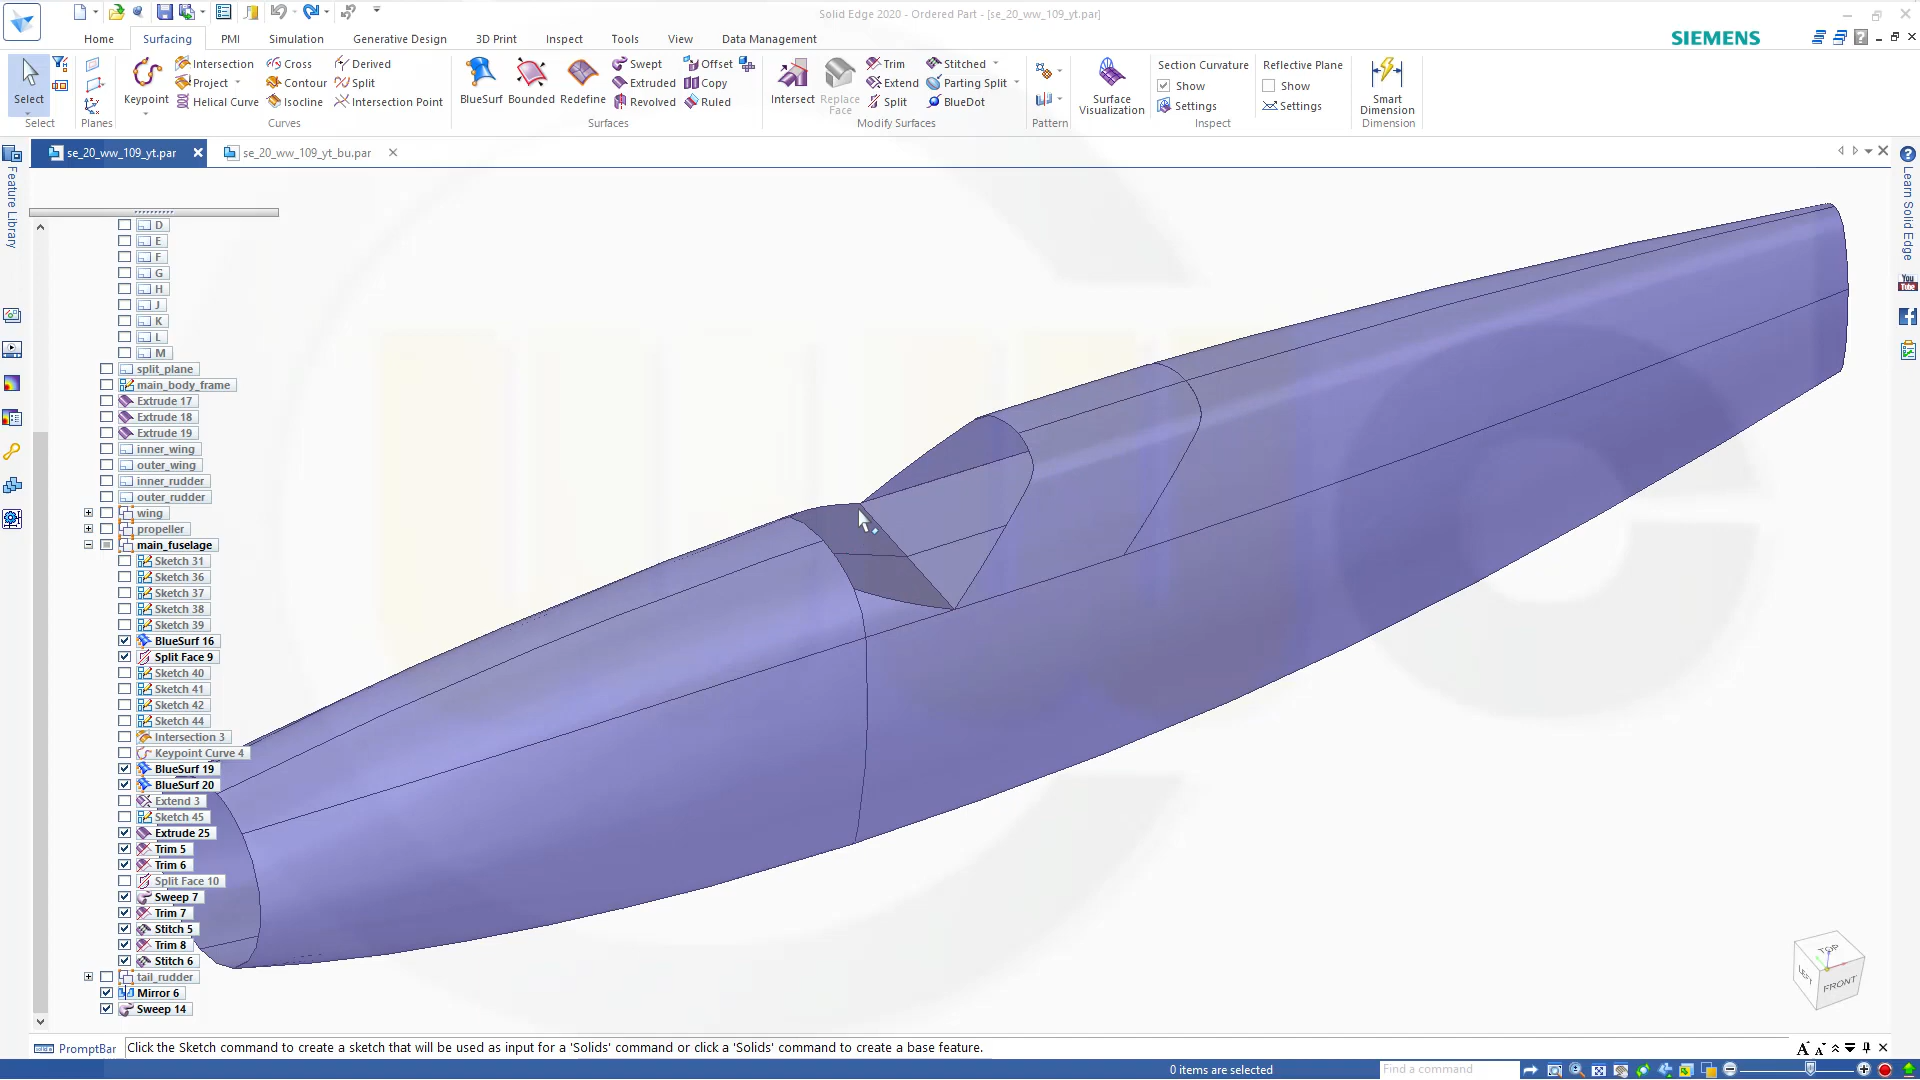 Solid Edge 2020 - Ordered Part - [se_20_ww_109_yt.par]
Home Surfacing PMI Simulation Generative Design 3D Print Inspect Tools View Data Management
SIEMENS
Select
Select
Planes
Keypoint
Intersection
Project
Helical Curve
Cross
Contour
Isocline
Derived
Split
Intersection Point
Curves
BlueSurf
Bounded
Redefine
Swept
Extruded
Revolved
Offset
Copy
Ruled
Surfaces
Intersect
Replace Face
Trim
Extend
Split
Stitched
Parting Split
BlueDot
Modify Surfaces
Pattern
Surface Visualization
Section Curvature
Show
Settings
Inspect
Reflective Plane
Show
Settings
Smart Dimension
Dimension
se_20_ww_109_yt.par
se_20_ww_109_yt_bu.par
Feature Library
Learn Solid Edge
You Tube
D
E
F
G
H
J
K
L
M
split_plane
main_body_frame
Extrude 17
Extrude 18
Extrude 19
inner_wing
outer_wing
inner_rudder
outer_rudder
wing
propeller
main_fuselage
Sketch 31
Sketch 36
Sketch 37
Sketch 38
Sketch 39
BlueSurf 16
Split Face 9
Sketch 40
Sketch 41
Sketch 42
Sketch 44
Intersection 3
Keypoint Curve 4
BlueSurf 19
BlueSurf 20
Extend 3
Sketch 45
Extrude 25
Trim 5
Trim 6
Split Face 10
Sweep 7
Trim 7
Stitch 5
Trim 8
Stitch 6
tail_rudder
Mirror 6
Sweep 14
TOP
LEFT
FRONT
PromptBar
Click the Sketch command to create a sketch that will be used as input for a 'Solids' command or click a 'Solids' command to create a base feature.
0 items are selected
Find a command